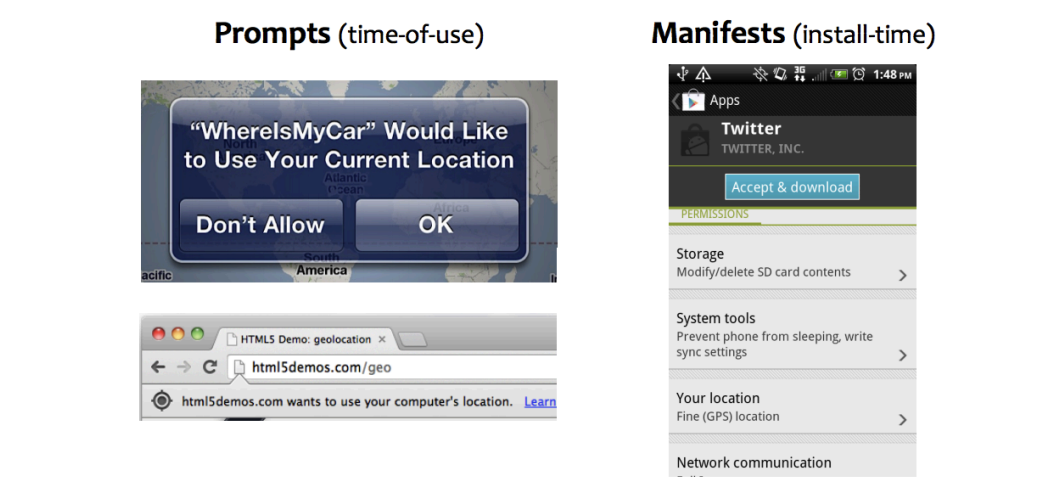 Prompts (time-of-use)
“WhereIsMyCar” Would Like
to Use Your Current Location
North
Europe
Atlantic
Ocean
Africa
Don’t Allow
OK
South
America
acific
HTML5 Demo: geolocation ×
html5demos.com/geo
html5demos.com wants to use your computer's location. Learn
Manifests (install-time)
3G
1:48 PM
Apps
Twitter
TWITTER, INC.
Accept & download
PERMISSIONS
Storage
Modify/delete SD card contents
System tools
Prevent phone from sleeping, write
sync settings
Your location
Fine (GPS) location
Network communication